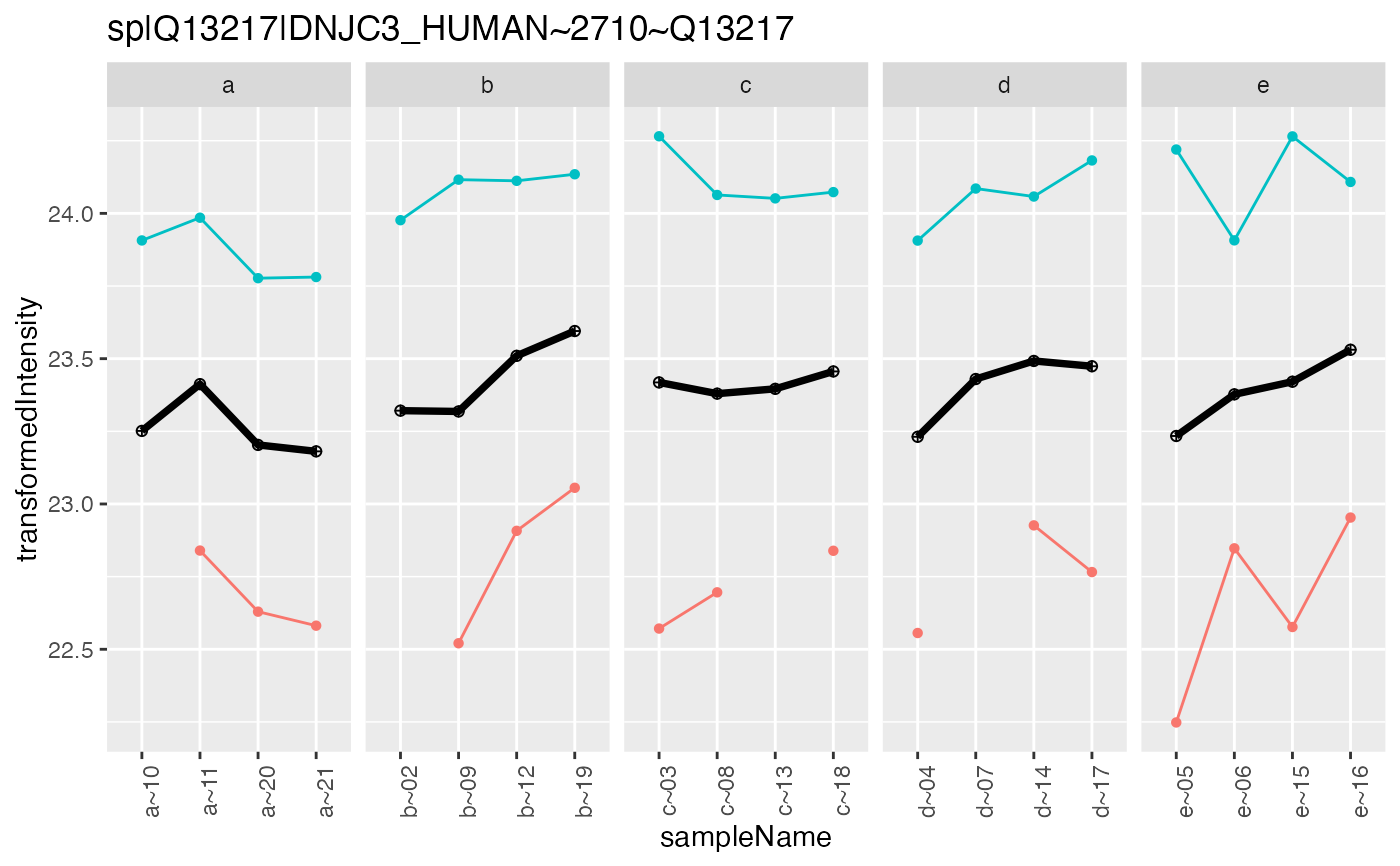 sp|Q13217|DNJC3_HUMAN~2710~Q13217
a
b
c
d
e
transformedIntensity
24.0
23.5
23.0
22.5
a~10
a~11
a~20
a~21
b~02
b~09
b~12
b~19
c~03
c~08
c~13
c~18
d~04
d~07
d~14
d~17
e~05
e~06
e~15
e~16
sampleName